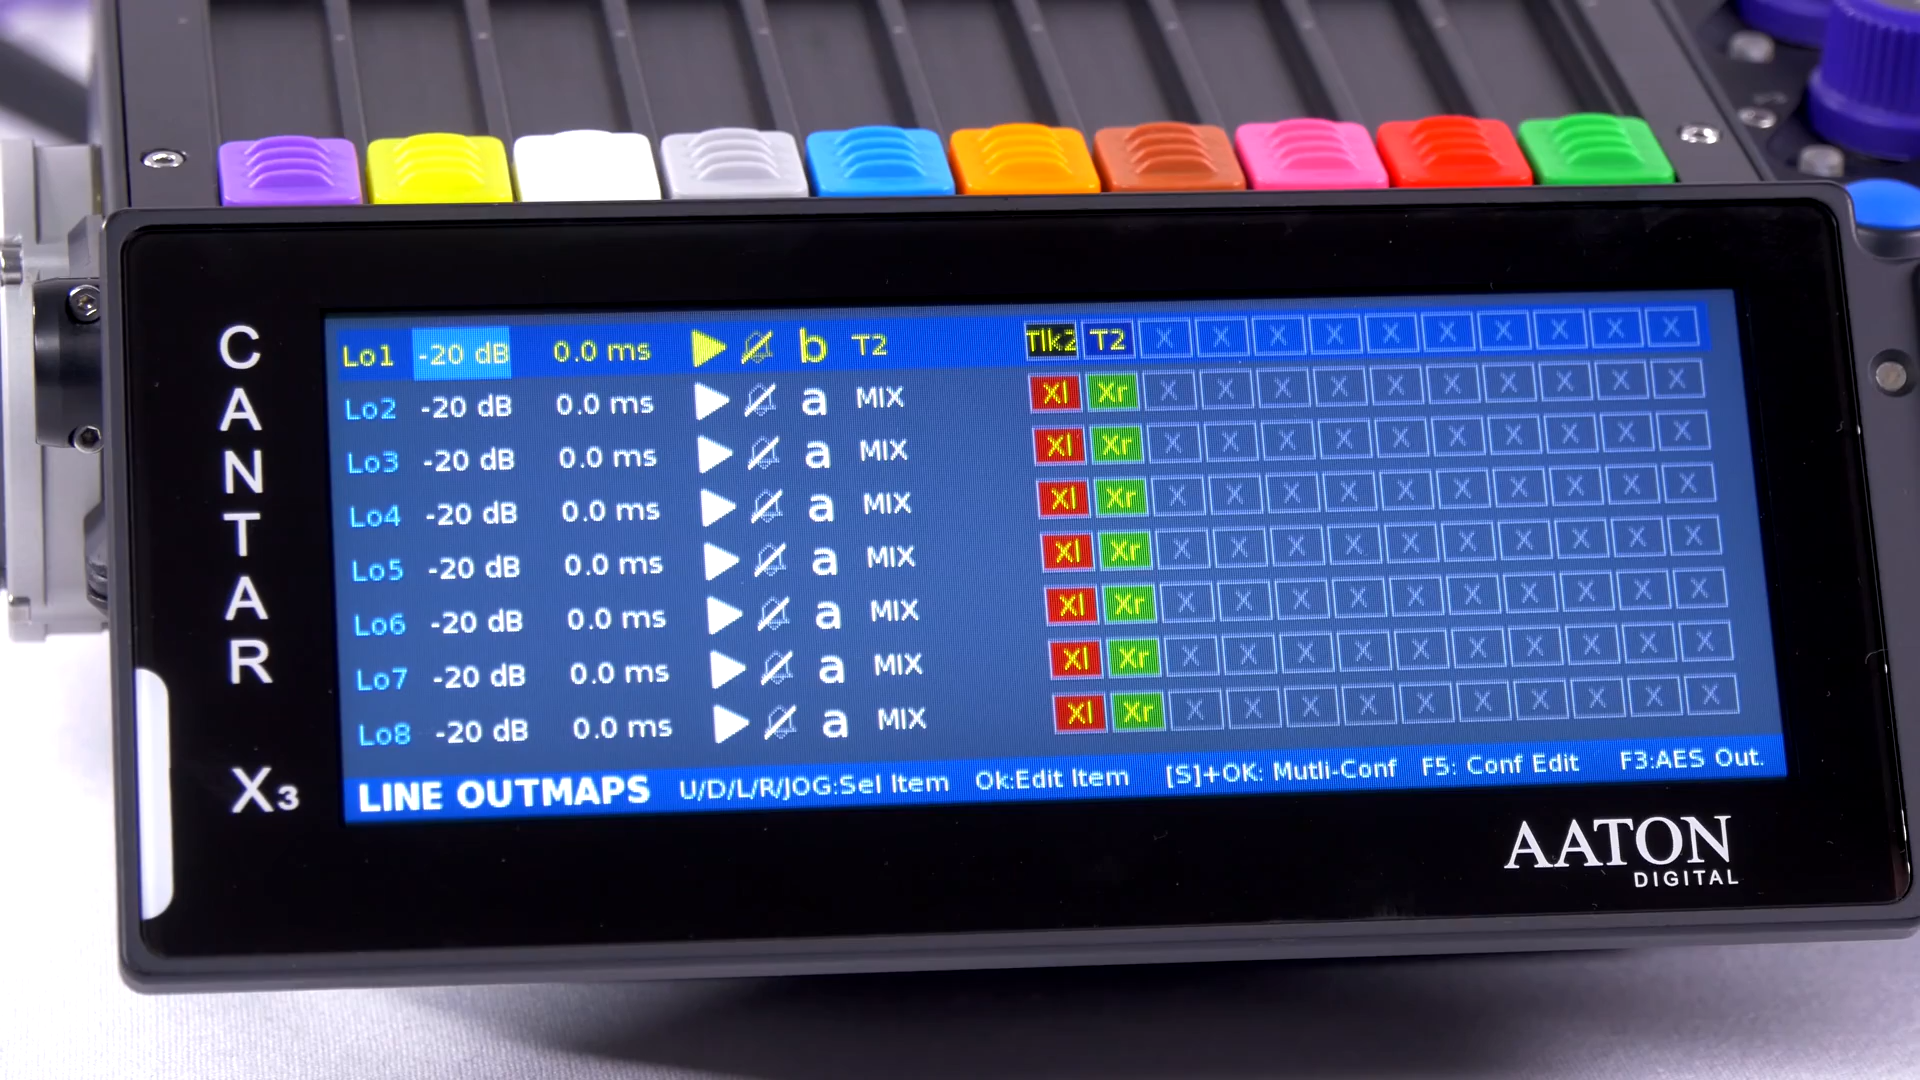 CANTAR X3
Lo1 -20 dB 0.0 ms b T2 Tlk2 T2 X X X X X X X X X X
Lo2 -20 dB 0.0 ms a MIX Xl Xr X X X X X X X X X X
Lo3 -20 dB 0.0 ms a MIX Xl Xr X X X X X X X X X X
Lo4 -20 dB 0.0 ms a MIX Xl Xr X X X X X X X X X X
Lo5 -20 dB 0.0 ms a MIX Xl Xr X X X X X X X X X X
Lo6 -20 dB 0.0 ms a MIX Xl Xr X X X X X X X X X X
Lo7 -20 dB 0.0 ms a MIX Xl Xr X X X X X X X X X X
Lo8 -20 dB 0.0 ms a MIX Xl Xr X X X X X X X X X X
LINE OUTMAPS U/D/L/R/JOG:Sel Item Ok:Edit Item [S]+OK: Mutli-Conf F5: Conf Edit F3:AES Out.
AATON
DIGITAL